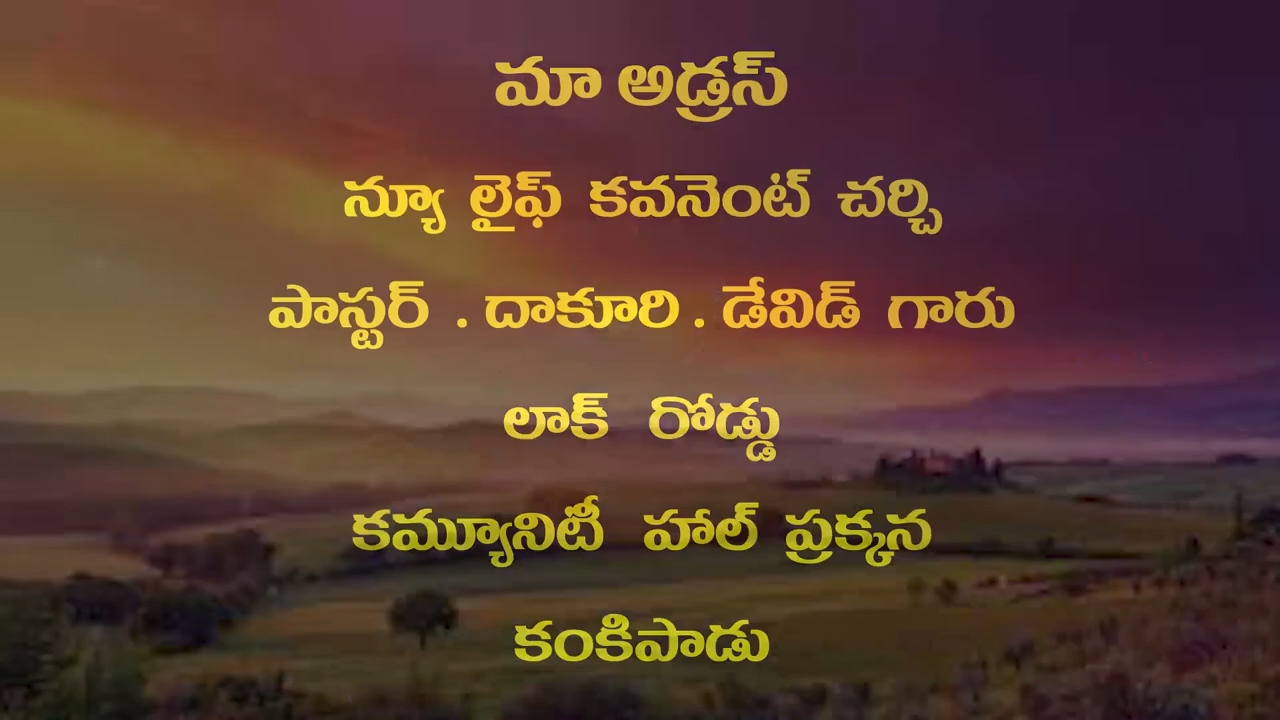 మా అడ్రస్
న్యూ లైఫ్ కవనెంట్ చర్చి
పాస్టర్ . దాకూరి . డేవిడ్ గారు
లాక్ రోడ్డు
కమ్యూనిటీ హాల్ ప్రక్కన
కంకిపాడు